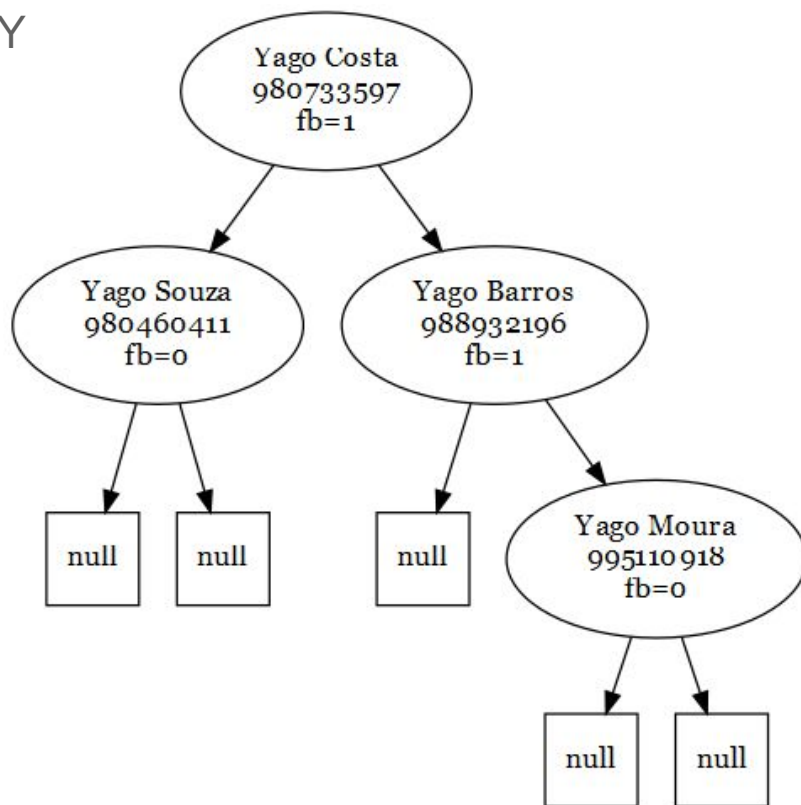 Y
Yago Costa
980733597
fb=1
Yago Souza
980460411
fb=0
Yago Barros
988932196
fb=1
null
null
null
Yago Moura
995110918
fb=0
null
null